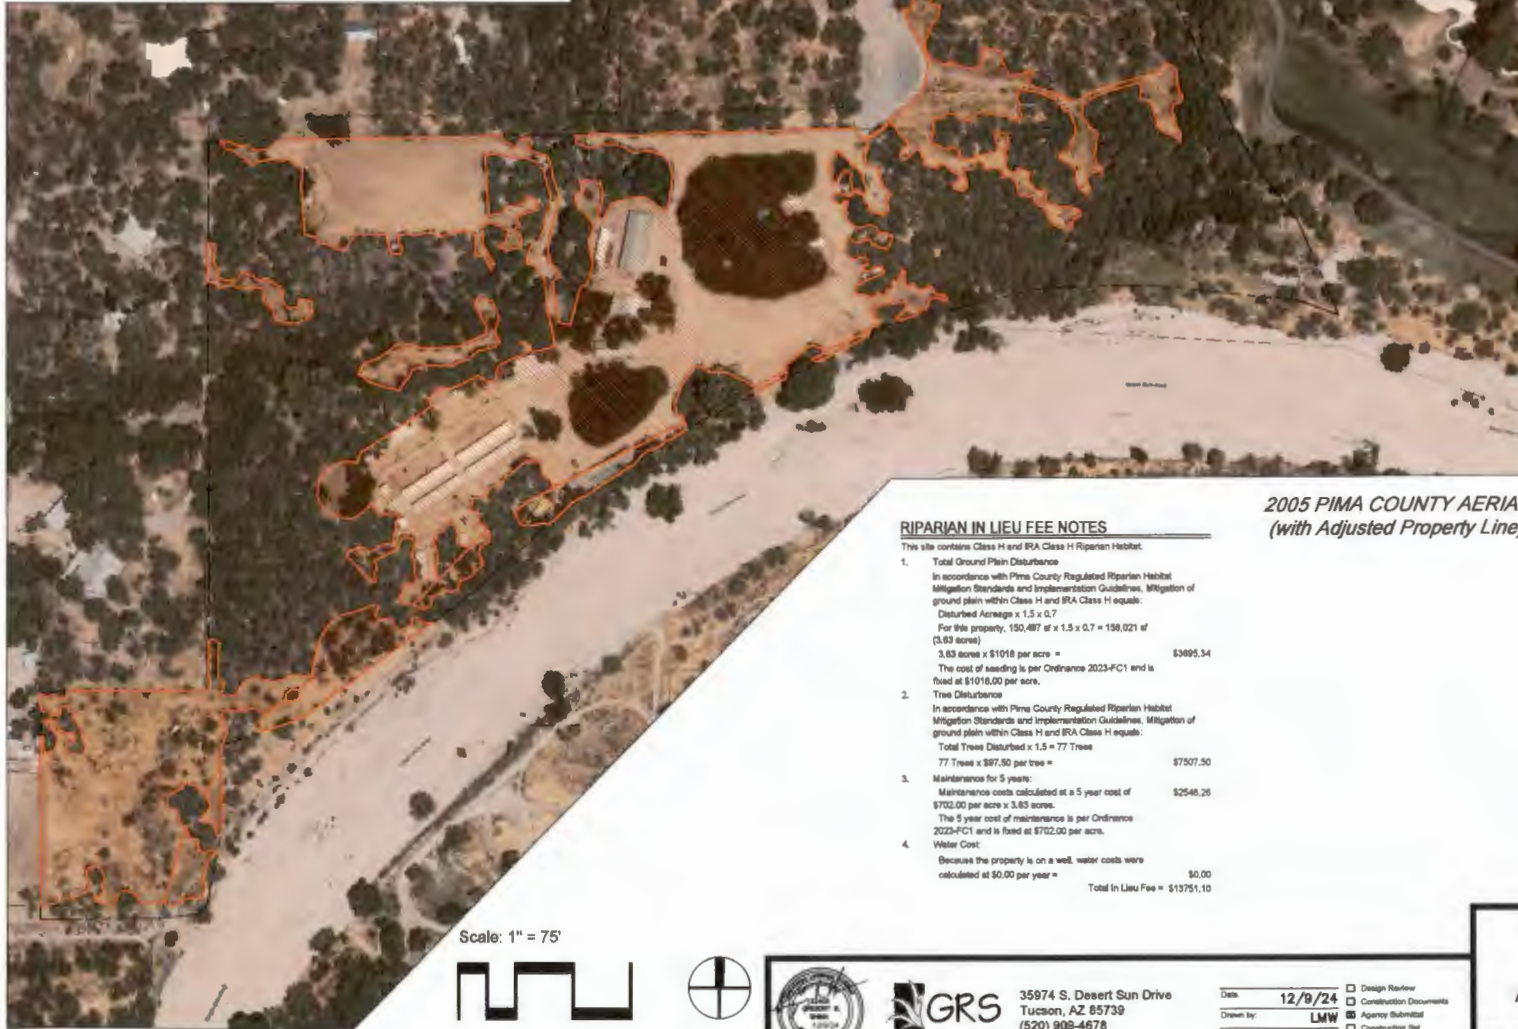 2005 PIMA COUNTY AERIA
(with Adjusted Property Line)
RIPARIAN IN LIEU FEE NOTES
This site contains Class H and IRA Class H Riparian Habitat.
1. Total Ground Plain Disturbance
In accordance with Pima County Regulated Riparian Habitat
Mitigation Standards and Implementation Guidelines, Mitigation of
ground plain within Class H and IRA Class H equals:
Disturbed Acreage x 1.5 x 0.7
For this property, 150,497 sf x 1.5 x 0.7 = 158,021 sf
(3.63 acres)
3.63 acres x $1018 per acre = $3695.34
The cost of seeding is per Ordinance 2023-FC1 and is
fixed at $1018.00 per acre.
2. Tree Disturbance
In accordance with Pima County Regulated Riparian Habitat
Mitigation Standards and Implementation Guidelines, Mitigation of
ground plain within Class H and IRA Class H equals:
Total Trees Disturbed x 1.5 = 77 Trees
77 Trees x $97.50 per tree = $7507.50
3. Maintenance for 5 years:
Maintenance costs calculated at a 5 year cost of $2548.26
$702.00 per acre x 3.63 acres.
The 5 year cost of maintenance is per Ordinance
2023-FC1 and is fixed at $702.00 per acre.
4. Water Cost:
Because the property is on a well, water costs were
calculated at $0.00 per year = $0.00
Total In Lieu Fee = $13751.10
Scale: 1" = 75'
GRS
35974 S. Desert Sun Drive
Tucson, AZ 85739
(520) 909-4678
Date 12/9/24
Drawn by: LMW
Design Review
Construction Documents
Agency Submittal
Construction Set